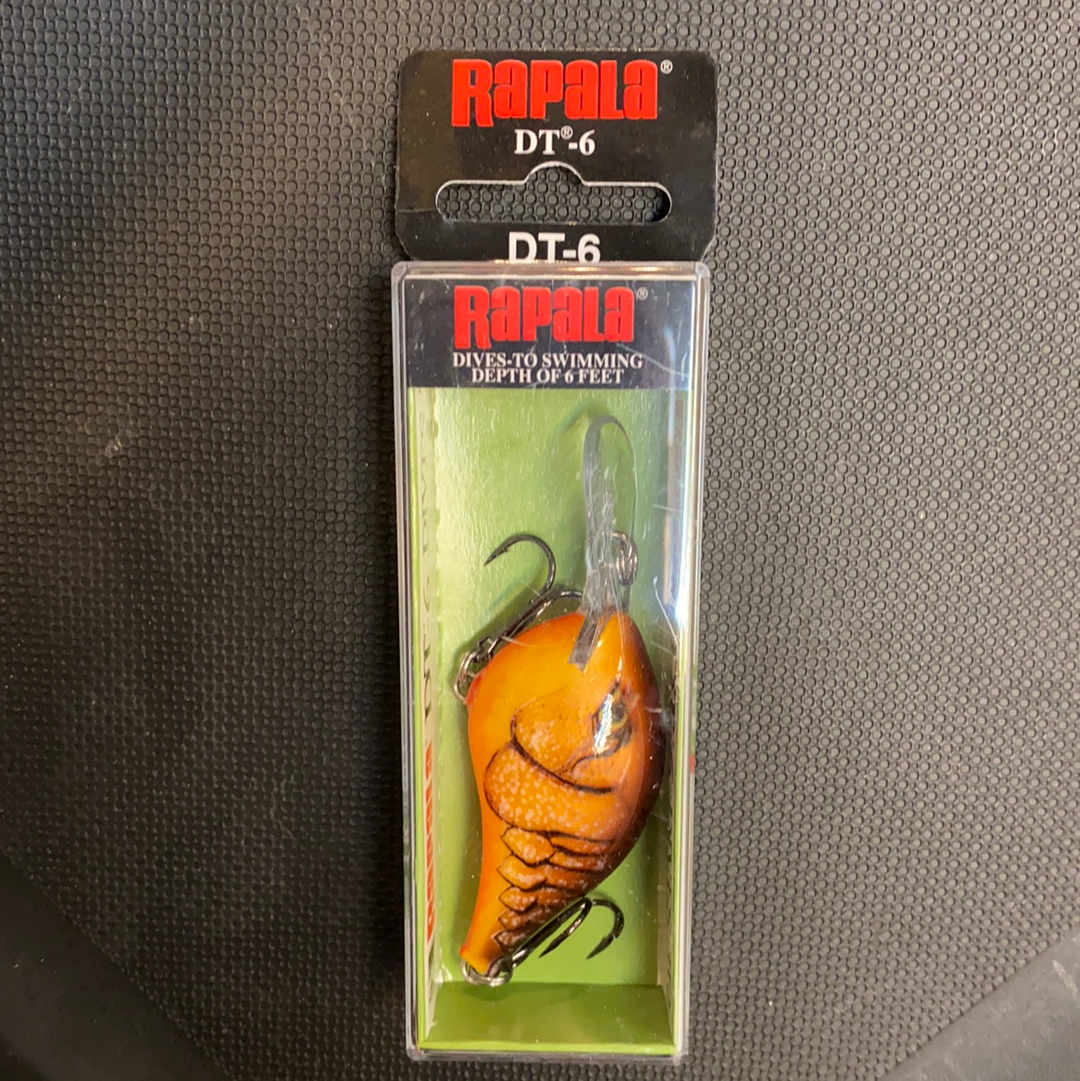 RAPALA®
DT®-6
DT-6
RAPALA®
DIVES-TO SWIMMING
DEPTH OF 6 FEET